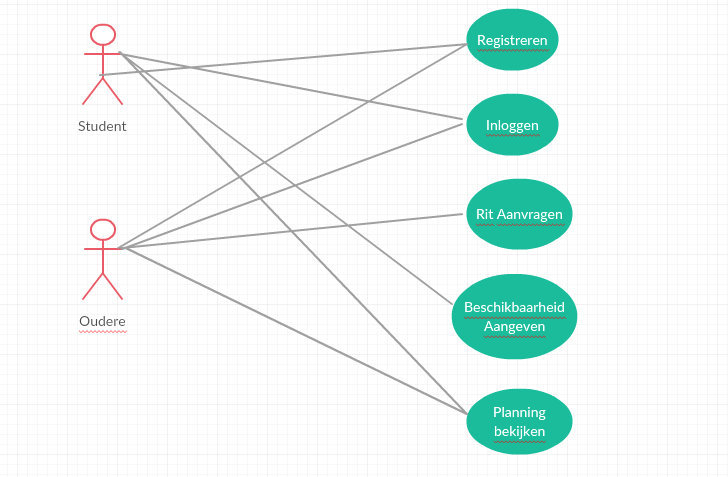 Student
Oudere
Registreren
Inloggen
Rit Aanvragen
Beschikbaarheid
Aangeven
Planning
bekijken